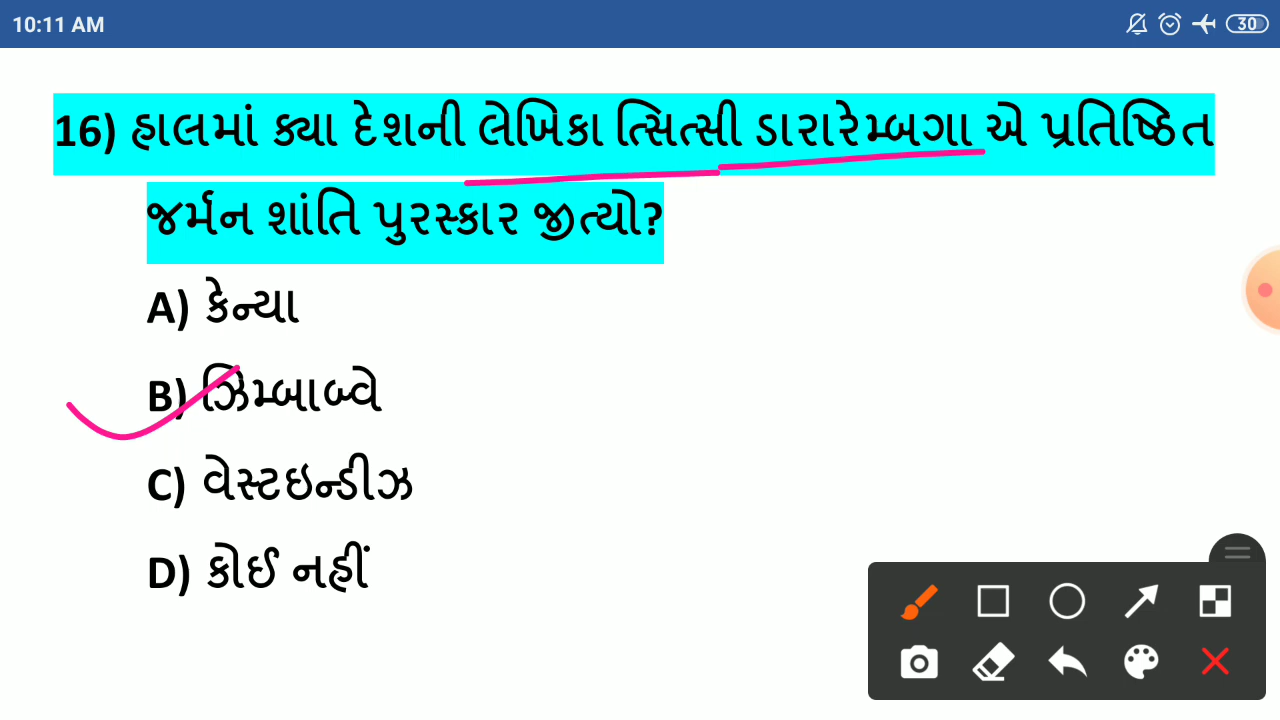 10:11 AM
30
16) હાલમાં ક્યા દેશની લેખિકા ત્સિત્સી ડારારેમ્બગા એ પ્રતિષ્ઠિત
જર્મન શાંતિ પુરસ્કાર જીત્યો?
A) કેન્યા
B) ઝિમ્બાબ્વે
C) વેસ્ટઇન્ડીઝ
D) કોઈ નહીં